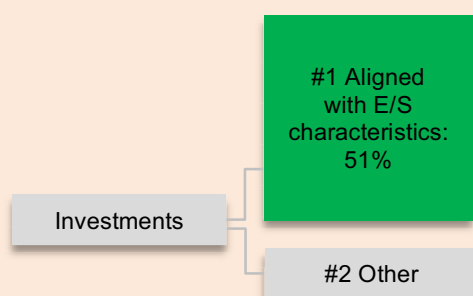 #1 Aligned
with E/S
characteristics:
51%
Investments
#2 Other